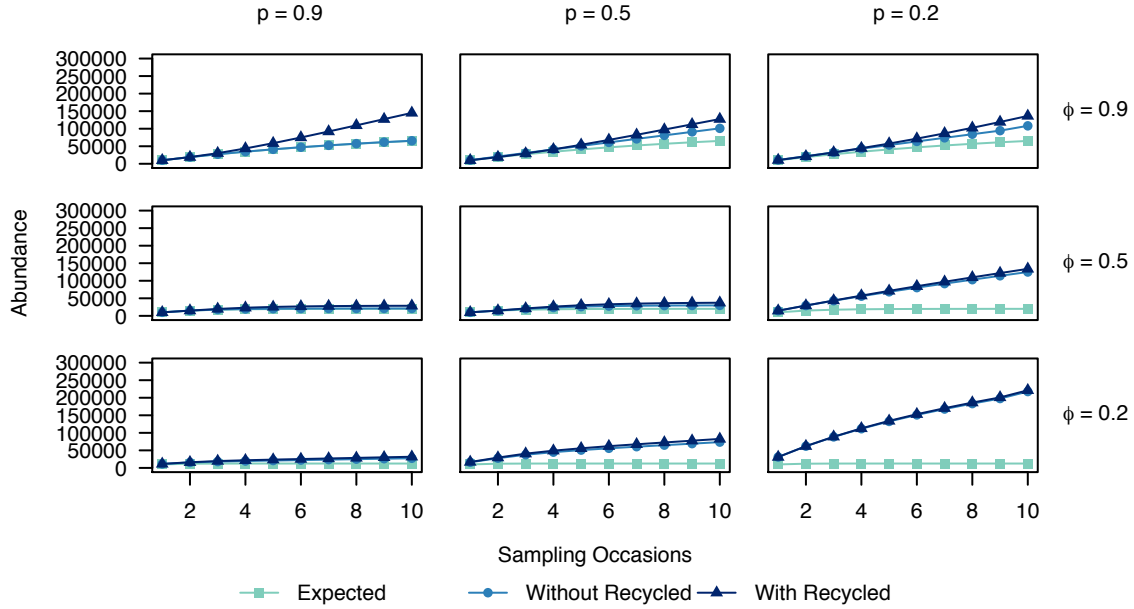 p = 0.9 p = 0.5 p = 0.2
300000
250000
200000
150000
100000
50000
0
ϕ = 0.9
300000
250000
200000
150000
100000
50000
0
ϕ = 0.5
Abundance
300000
250000
200000
150000
100000
50000
0
ϕ = 0.2
2 4 6 8 10 2 4 6 8 10 2 4 6 8 10
Sampling Occasions
Expected Without Recycled With Recycled